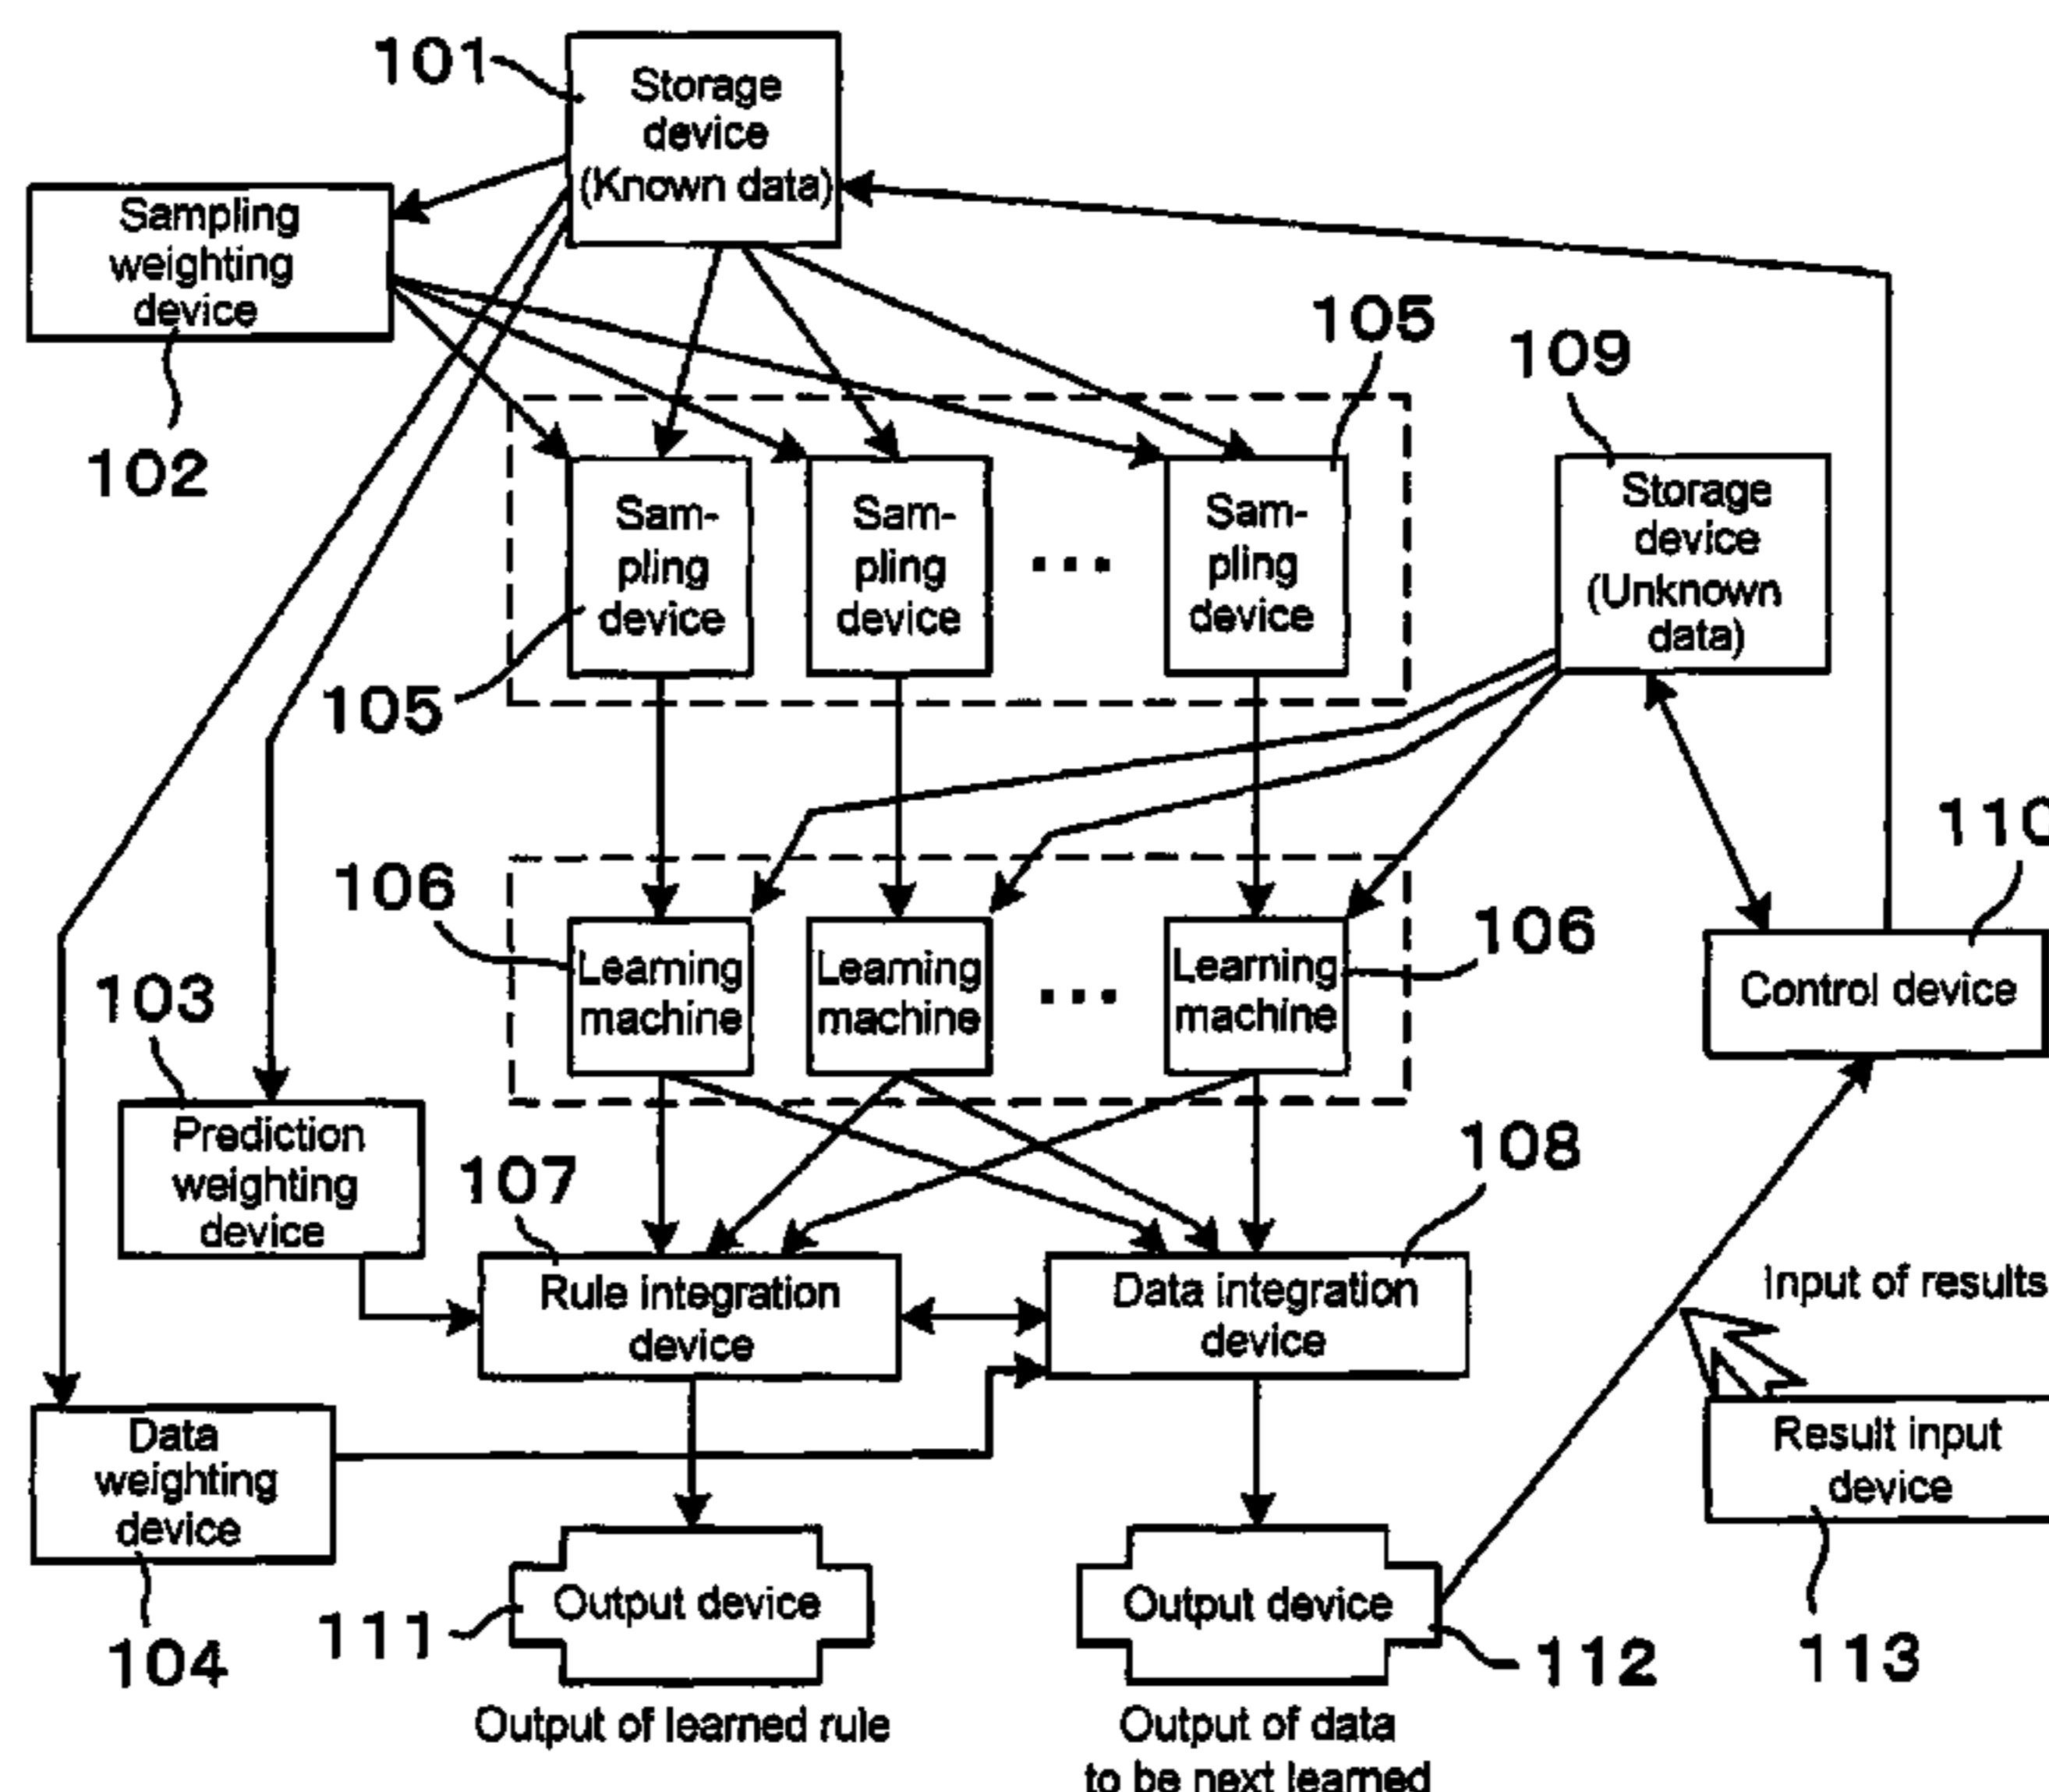 101
Storage
device
(Known data)
Sampling
weighting
device
102
105
109
Storage
device
(Unknown
data)
Sam-
pling
device
Sam-
pling
device
...
Sam-
pling
device
105
110
106
Learning
machine
Learning
machine
...
Learning
machine
106
Control device
103
Prediction
weighting
device
107
108
Rule integration
device
Data integration
device
Input of results
Data
weighting
device
104
Result input
device
113
111
Output device
Output device
112
Output of learned rule
Output of data
to be next learned